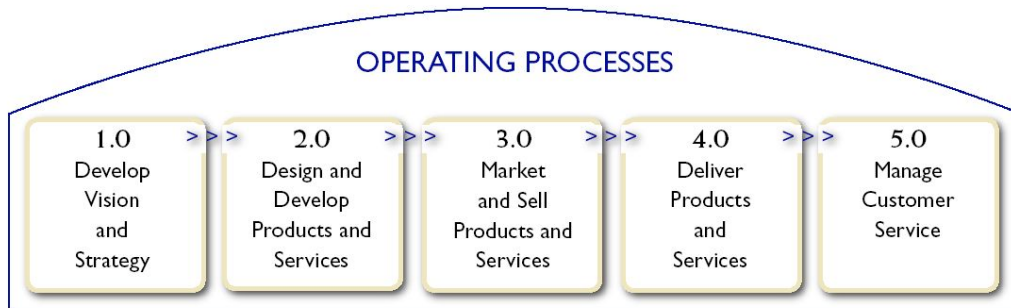 OPERATING PROCESSES
1.0 > > >
Develop
Vision
and
Strategy
2.0 > > >
Design and
Develop
Products and
Services
3.0 > > >
Market
and Sell
Products and
Services
4.0 > > >
Deliver
Products
and
Services
5.0
Manage
Customer
Service